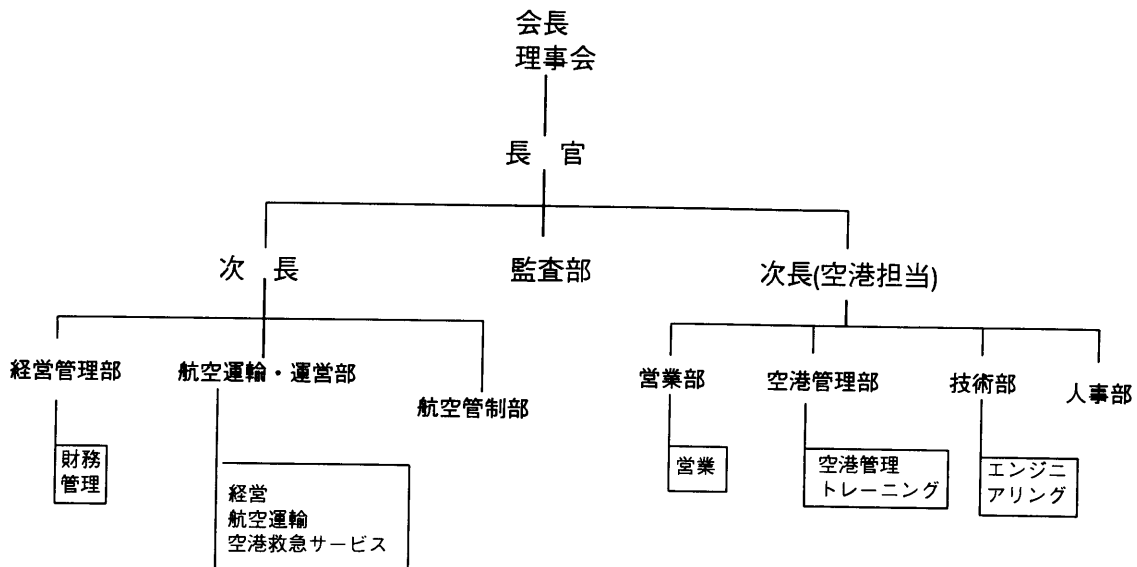 会長
理事会
長　官
次　長
監査部
次長(空港担当)
経営管理部
航空運輸・運営部
航空管制部
営業部
空港管理部
技術部
人事部
財務
管理
経営
航空運輸
空港救急サービス
営業
空港管理
トレーニング
エンジニ
アリング